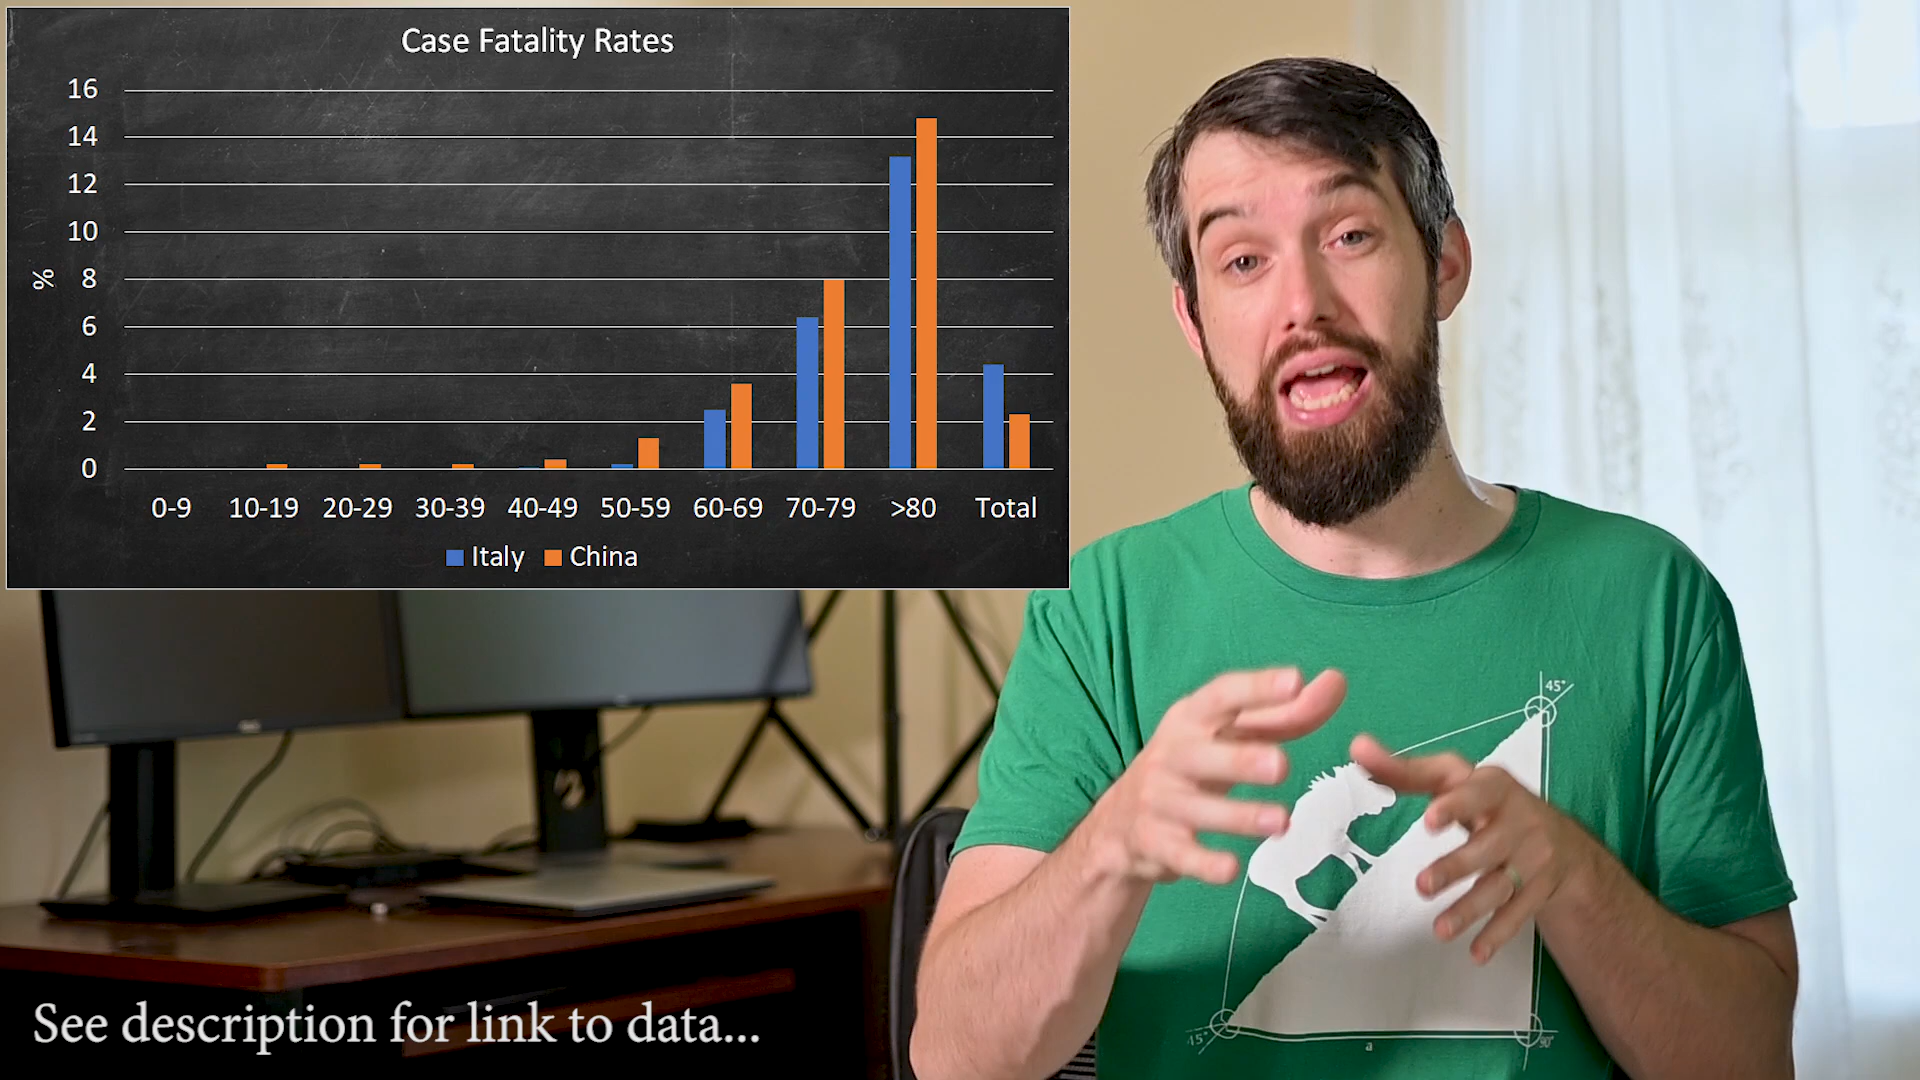 Case Fatality Rates
16
14
12
10
8
6
4
2
0
%
0-9 10-19 20-29 30-39 40-49 50-59 60-69 70-79 >80 Total
Italy China
45°
45°
a
90°
See description for link to data...